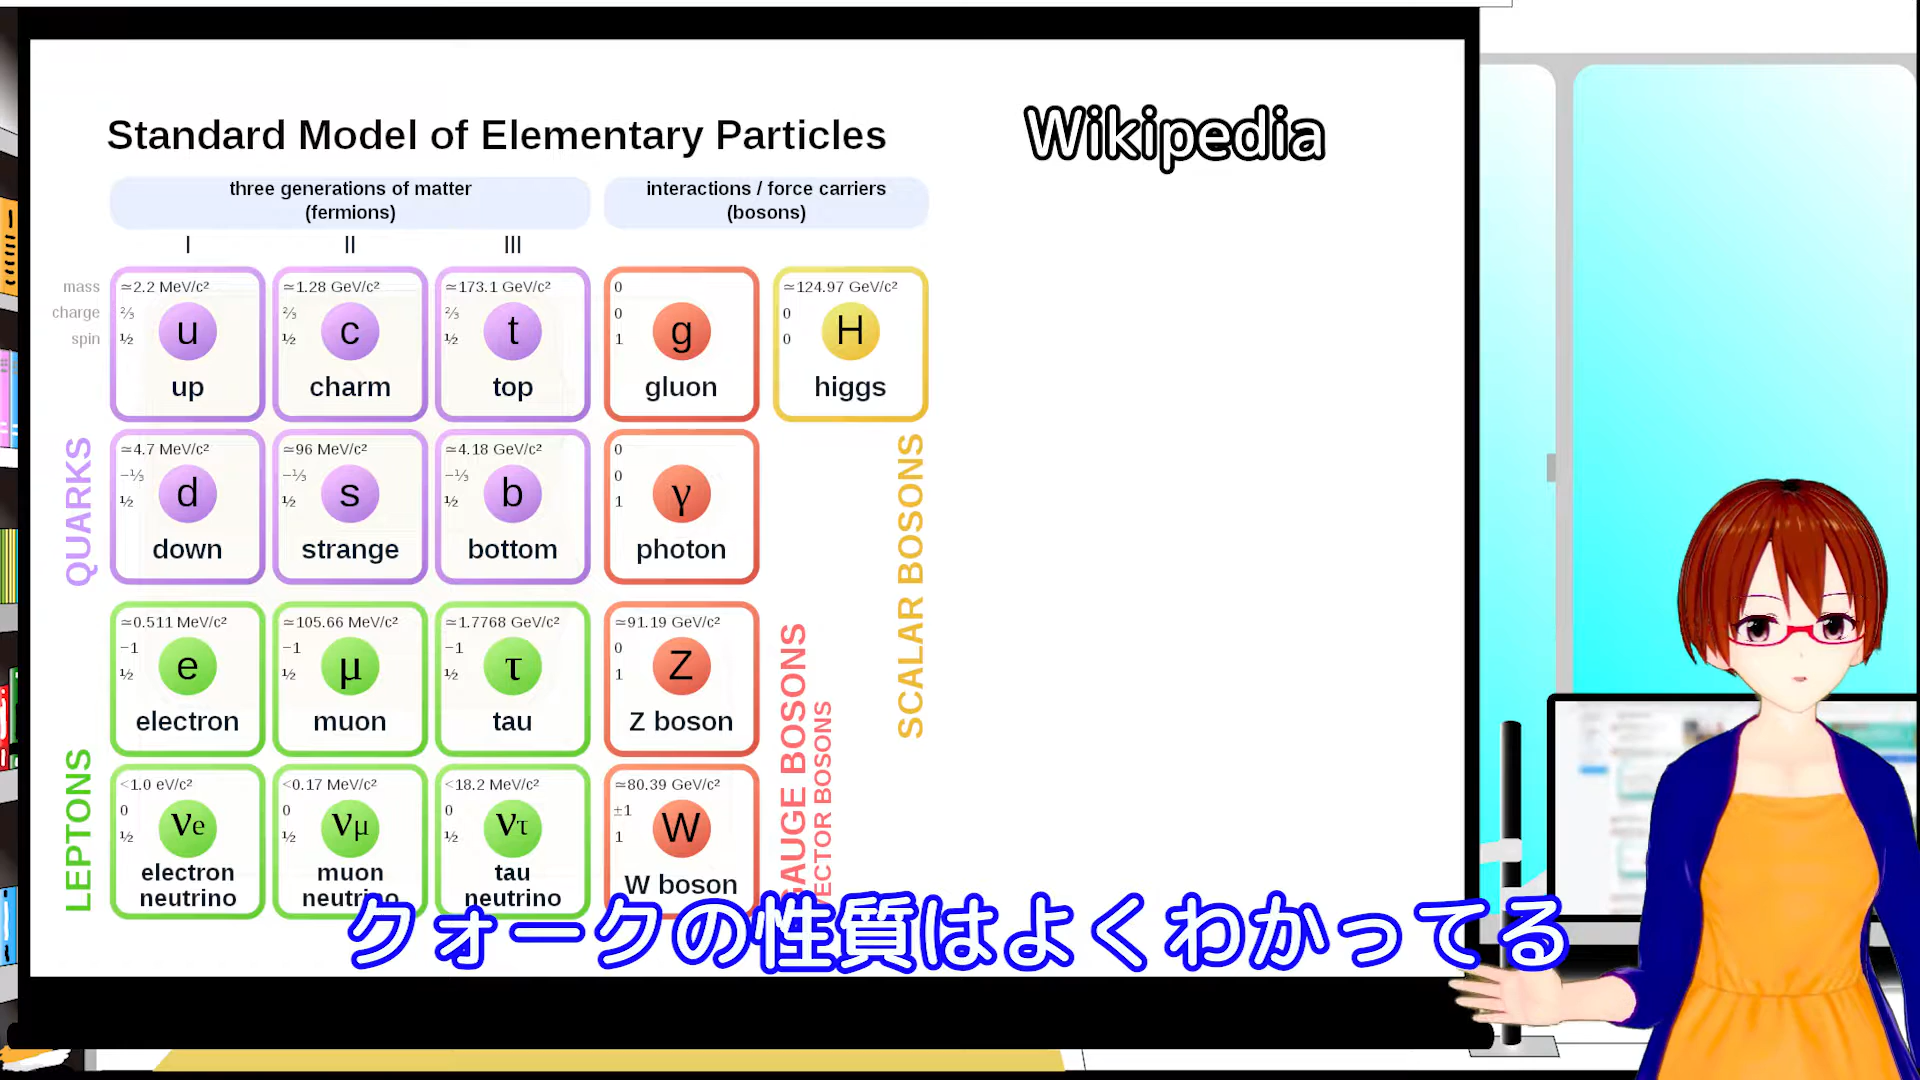 Standard Model of Elementary Particles
Wikipedia
three generations of matter
(fermions)
interactions / force carriers
(bosons)
I
II
III
mass
charge
spin
≃2.2 MeV/c²
⅔
½
u
up
≃1.28 GeV/c²
⅔
½
c
charm
≃173.1 GeV/c²
⅔
½
t
top
0
0
1
g
gluon
≃124.97 GeV/c²
0
0
H
higgs
QUARKS
≃4.7 MeV/c²
−⅓
½
d
down
≃96 MeV/c²
−⅓
½
s
strange
≃4.18 GeV/c²
−⅓
½
b
bottom
0
0
1
γ
photon
SCALAR BOSONS
LEPTONS
≃0.511 MeV/c²
−1
½
e
electron
≃105.66 MeV/c²
−1
½
μ
muon
≃1.7768 GeV/c²
−1
½
τ
tau
≃91.19 GeV/c²
0
1
Z
Z boson
GAUGE BOSONS
VECTOR BOSONS
<1.0 eV/c²
0
½
νe
electron
neutrino
<0.17 MeV/c²
0
½
νμ
muon
neutrino
<18.2 MeV/c²
0
½
ντ
tau
neutrino
≃80.39 GeV/c²
±1
1
W
W boson
クォークの性質はよくわかってる